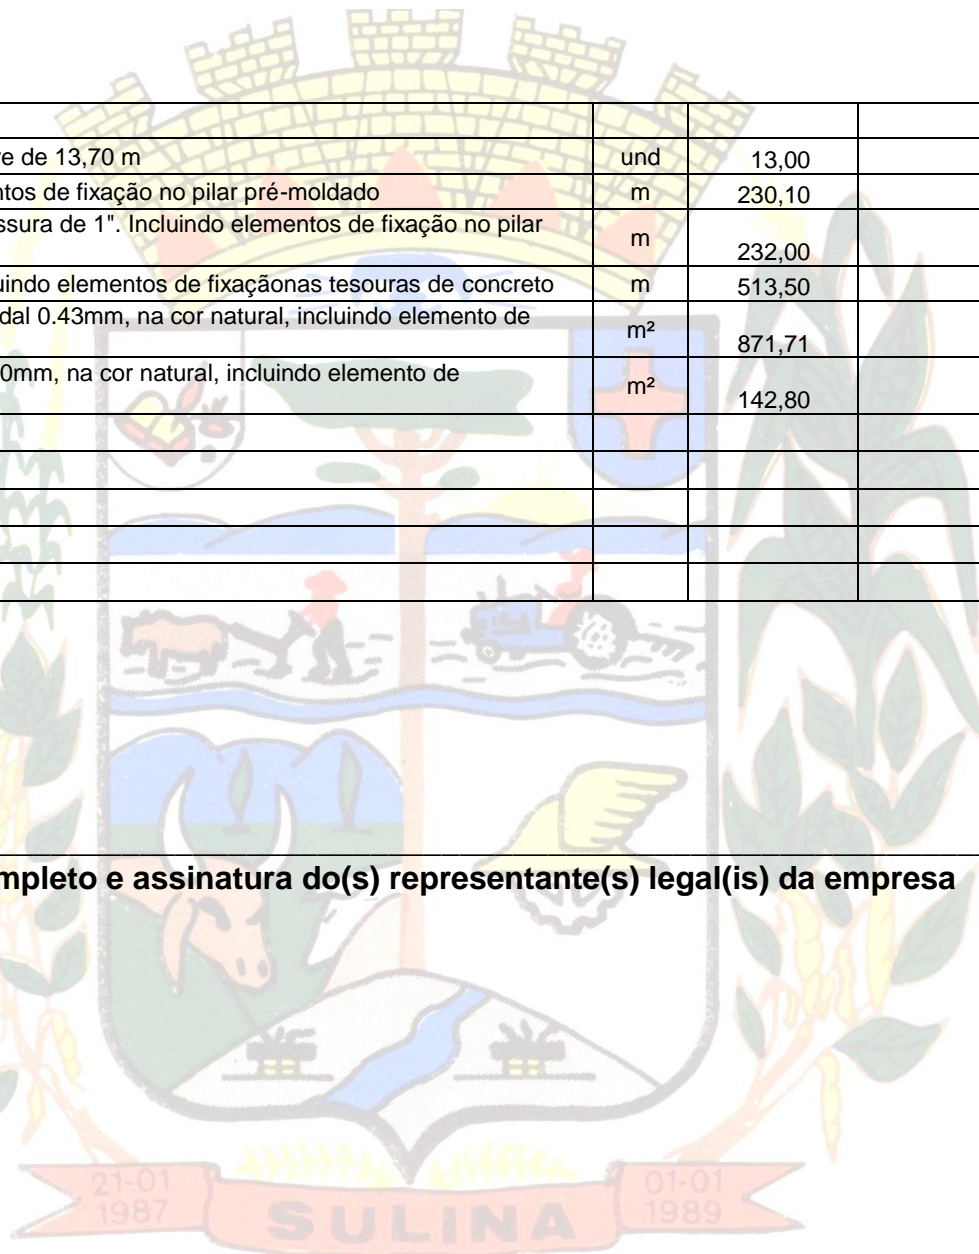 re de 13,70 m und 13,00
ntos de fixação no pilar pré-moldado m 230,10
ssura de 1". Incluindo elementos de fixação no pilar m 232,00
uindo elementos de fixaçãonas tesouras de concreto m 513,50
dal 0.43mm, na cor natural, incluindo elemento de m² 871,71
0mm, na cor natural, incluindo elemento de m² 142,80
mpleto e assinatura do(s) representante(s) legal(is) da empresa
21-01 01-01
1987 1989
SULINA